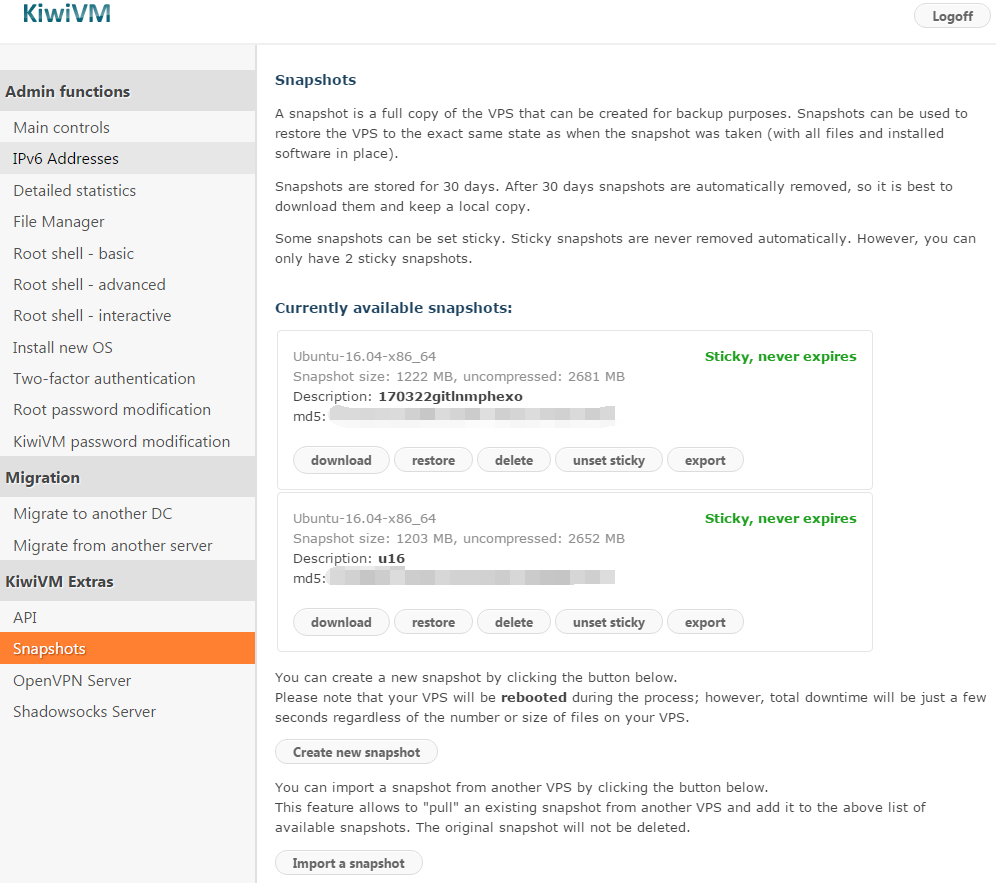 KiwiVM
Logoff
Admin functions
Main controls
IPv6 Addresses
Detailed statistics
File Manager
Root shell - basic
Root shell - advanced
Root shell - interactive
Install new OS
Two-factor authentication
Root password modification
KiwiVM password modification
Migration
Migrate to another DC
Migrate from another server
KiwiVM Extras
API
Snapshots
OpenVPN Server
Shadowsocks Server
Snapshots
A snapshot is a full copy of the VPS that can be created for backup purposes. Snapshots can be used to
restore the VPS to the exact same state as when the snapshot was taken (with all files and installed
software in place).
Snapshots are stored for 30 days. After 30 days snapshots are automatically removed, so it is best to
download them and keep a local copy.
Some snapshots can be set sticky. Sticky snapshots are never removed automatically. However, you can
only have 2 sticky snapshots.
Currently available snapshots:
Ubuntu-16.04-x86_64 Sticky, never expires
Snapshot size: 1222 MB, uncompressed: 2681 MB
Description: 170322gitlnmphexo
md5:
download restore delete unset sticky export
Ubuntu-16.04-x86_64 Sticky, never expires
Snapshot size: 1203 MB, uncompressed: 2652 MB
Description: u16
md5:
download restore delete unset sticky export
You can create a new snapshot by clicking the button below.
Please note that your VPS will be rebooted during the process; however, total downtime will be just a few
seconds regardless of the number or size of files on your VPS.
Create new snapshot
You can import a snapshot from another VPS by clicking the button below.
This feature allows to "pull" an existing snapshot from another VPS and add it to the above list of
available snapshots. The original snapshot will not be deleted.
Import a snapshot